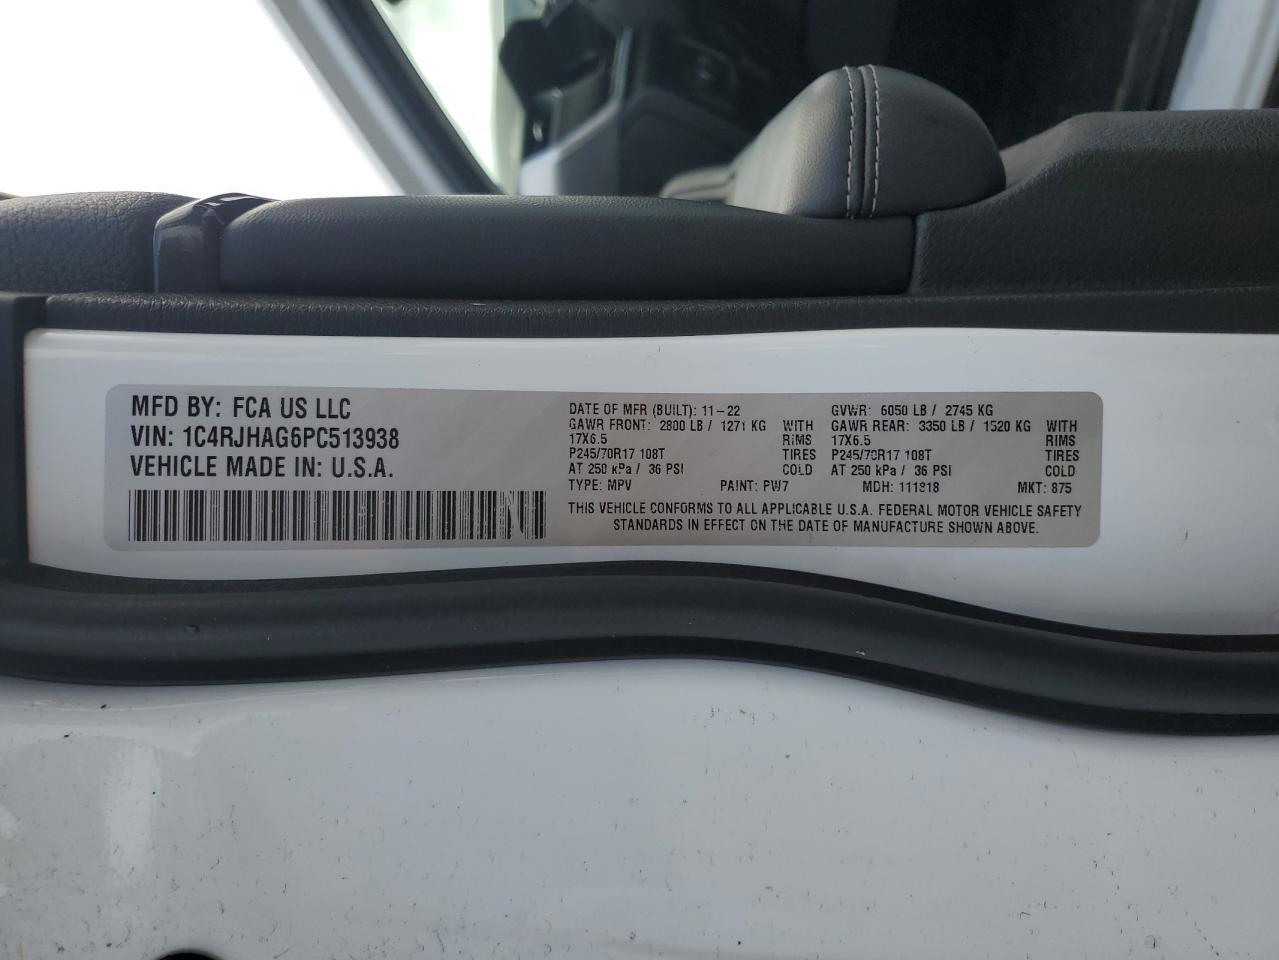 MFD BY: FCA US LLC
VIN: 1C4RJHAG6PC513938
VEHICLE MADE IN: U.S.A.
DATE OF MFR (BUILT): 11-22
GAWR FRONT: 2800 LB / 1271 KG WITH
17X6.5 RIMS
P245/70R17 108T TIRES
AT 250 kPa / 36 PSI COLD
TYPE: MPV PAINT: PW7
GVWR: 6050 LB / 2745 KG
GAWR REAR: 3350 LB / 1520 KG WITH
17X6.5 RIMS
P245/70R17 108T TIRES
AT 250 kPa / 36 PSI COLD
MDH: 111818 MKT: 875
THIS VEHICLE CONFORMS TO ALL APPLICABLE U.S.A. FEDERAL MOTOR VEHICLE SAFETY
STANDARDS IN EFFECT ON THE DATE OF MANUFACTURE SHOWN ABOVE.